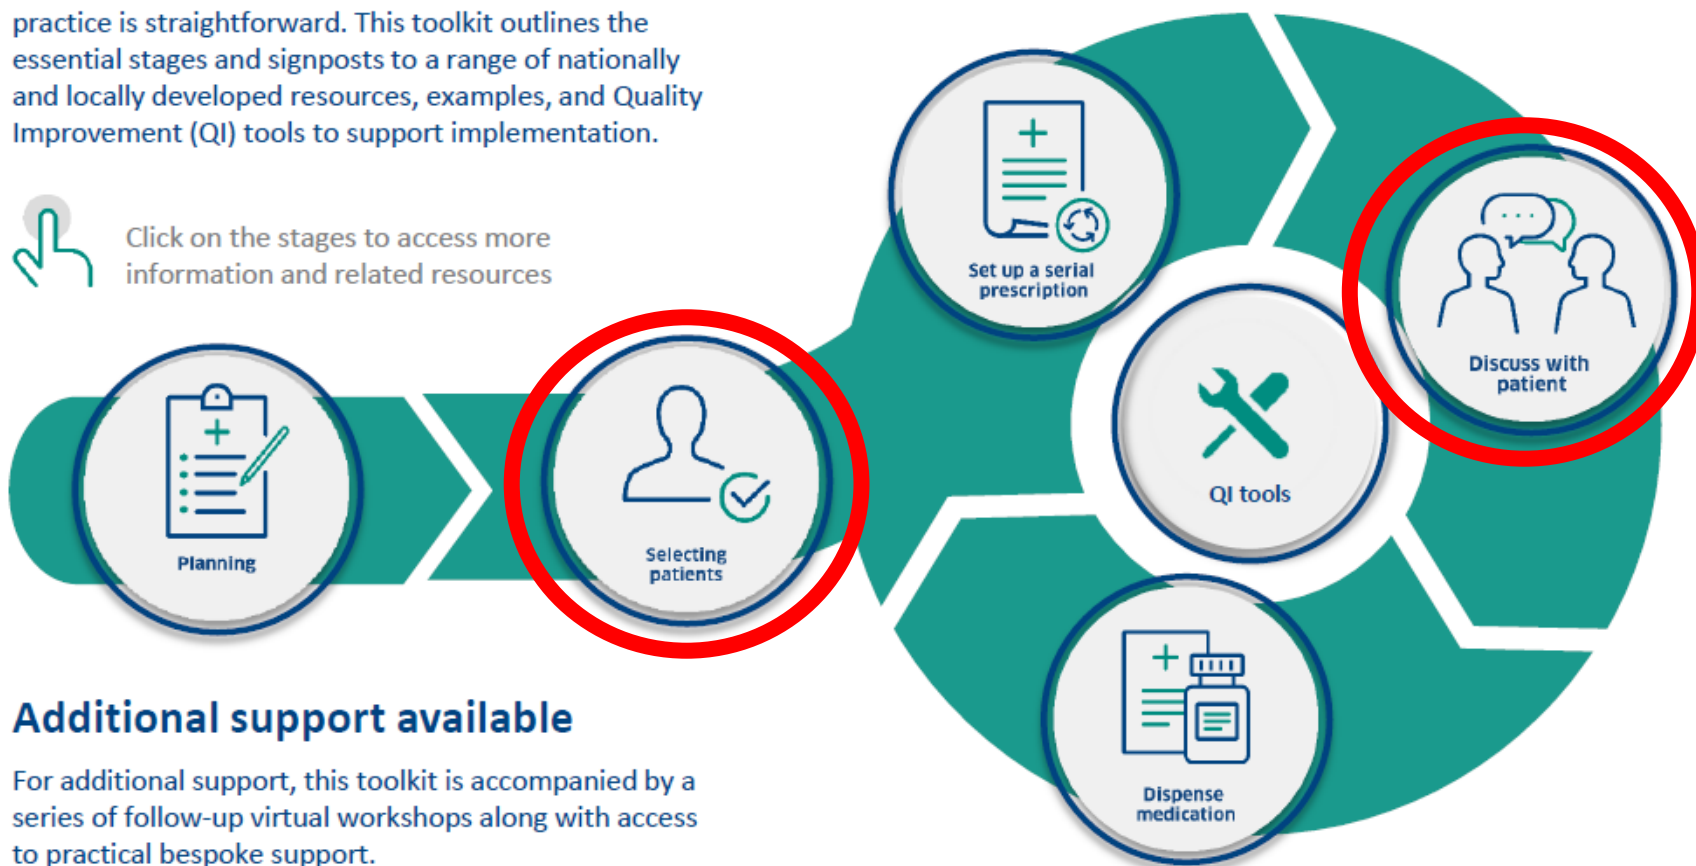 practice is straightforward. This toolkit outlines the
essential stages and signposts to a range of nationally
and locally developed resources, examples, and Quality
Improvement (QI) tools to support implementation.
Click on the stages to access more
information and related resources
Planning
Selecting
patients
Set up a serial
prescription
Discuss with
patient
QI tools
Dispense
medication
Additional support available
For additional support, this toolkit is accompanied by a
series of follow-up virtual workshops along with access
to practical bespoke support.